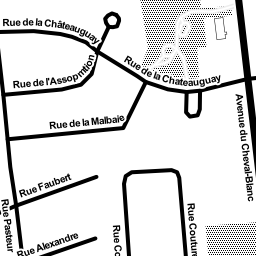 Rue de la Châteauguay
Rue de la Chateauguay
Rue de l'Assomption
Avenue du Cheval-Blanc
Rue de la Malbaie
Rue Faubert
Rue Pasteur
Rue Alexandre
Rue Co
Rue Coutur